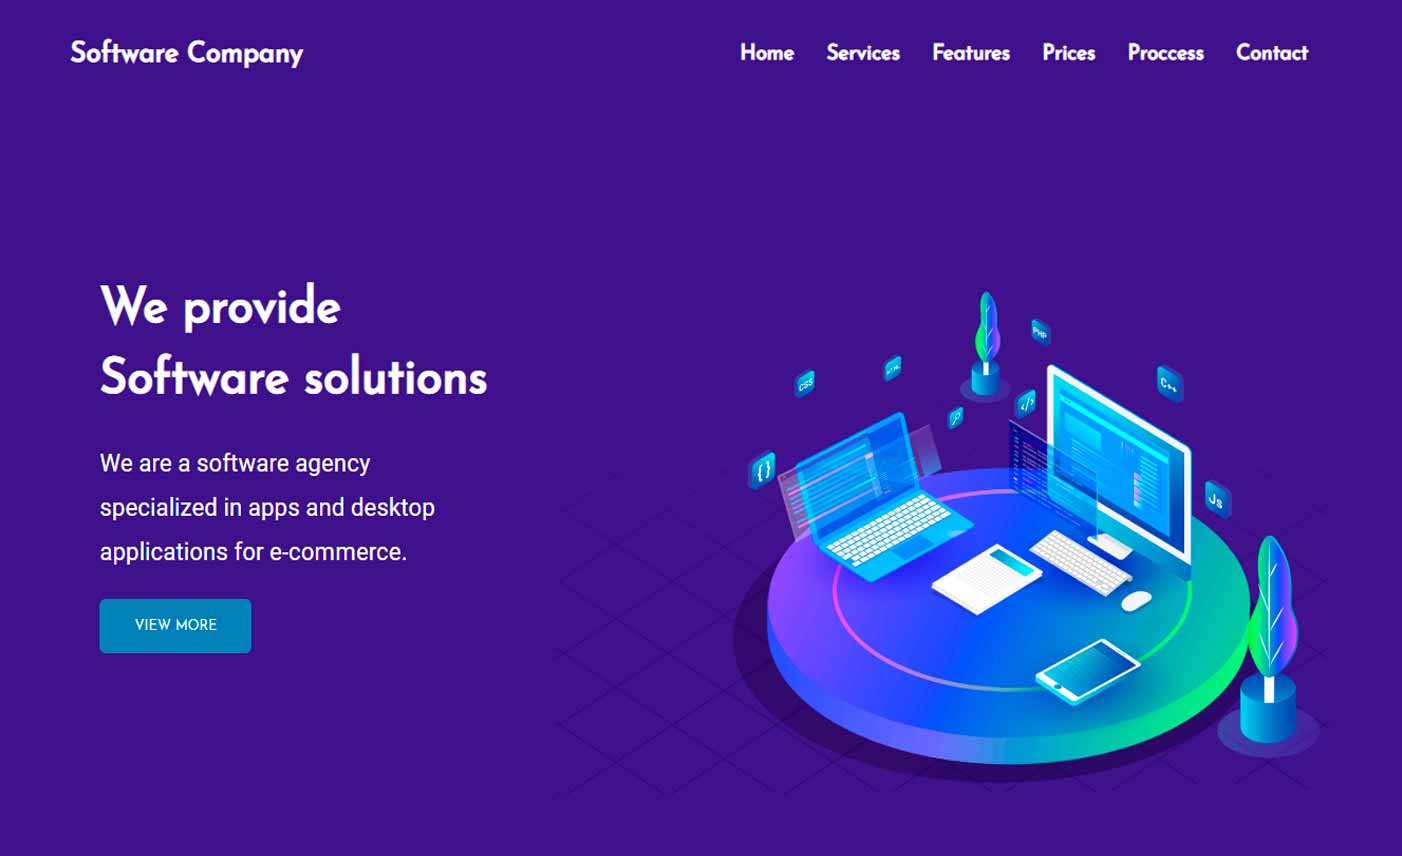 Software Company
Home Services Features Prices Proccess Contact
We provide
Software solutions
We are a software agency
specialized in apps and desktop
applications for e-commerce.
VIEW MORE
PHP
CSS
HTML
C++
</>
{}
Js